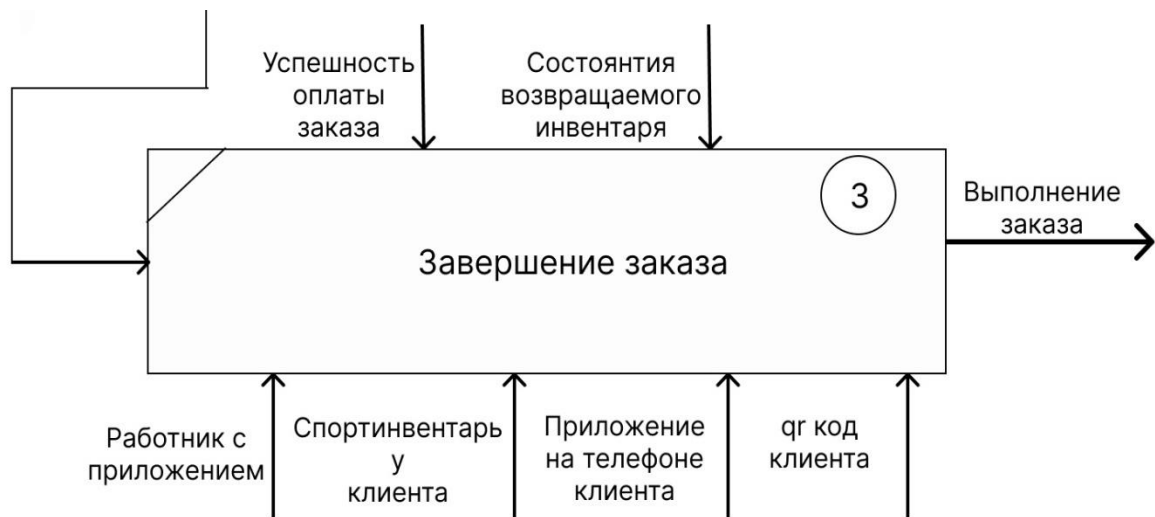 Успешность
оплаты
заказа
Состоянтия
возвращаемого
инвентаря
3
Завершение заказа
Выполнение
заказа
Работник с
приложением
Спортинвентарь
у
клиента
Приложение
на телефоне
клиента
qr код
клиента